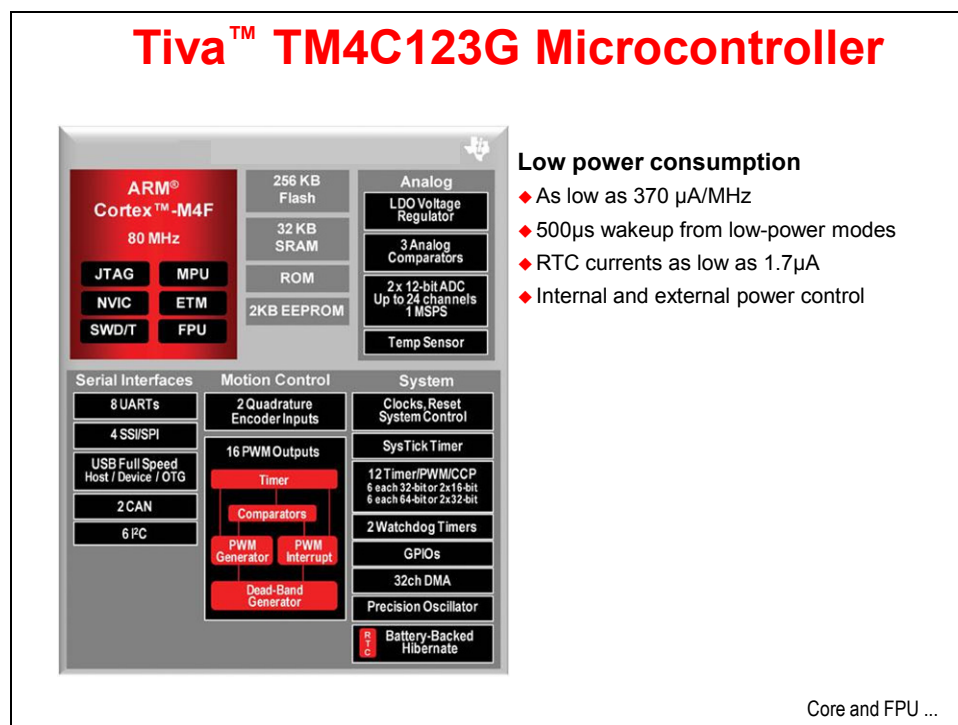 Tiva™ TM4C123G Microcontroller
ARM®
Cortex™-M4F
80 MHz
JTAG
MPU
NVIC
ETM
SWD/T
FPU
256 KB
Flash
32 KB
SRAM
ROM
2KB EEPROM
Analog
LDO Voltage
Regulator
3 Analog
Comparators
2 x 12-bit ADC
Up to 24 channels
1 MSPS
Temp Sensor
Low power consumption
As low as 370 µA/MHz
500µs wakeup from low-power modes
RTC currents as low as 1.7µA
Internal and external power control
Serial Interfaces
8 UARTs
4 SSI/SPI
USB Full Speed
Host / Device / OTG
2 CAN
6 I²C
Motion Control
2 Quadrature
Encoder Inputs
16 PWM Outputs
Timer
Comparators
PWM
Generator
PWM
Interrupt
Dead-Band
Generator
System
Clocks, Reset
System Control
SysTick Timer
12 Timer/PWM/CCP
6 each 32-bit or 2x16-bit
6 each 64-bit or 2x32-bit
2 Watchdog Timers
GPIOs
32ch DMA
Precision Oscillator
RTC
Battery-Backed
Hibernate
Core and FPU ...